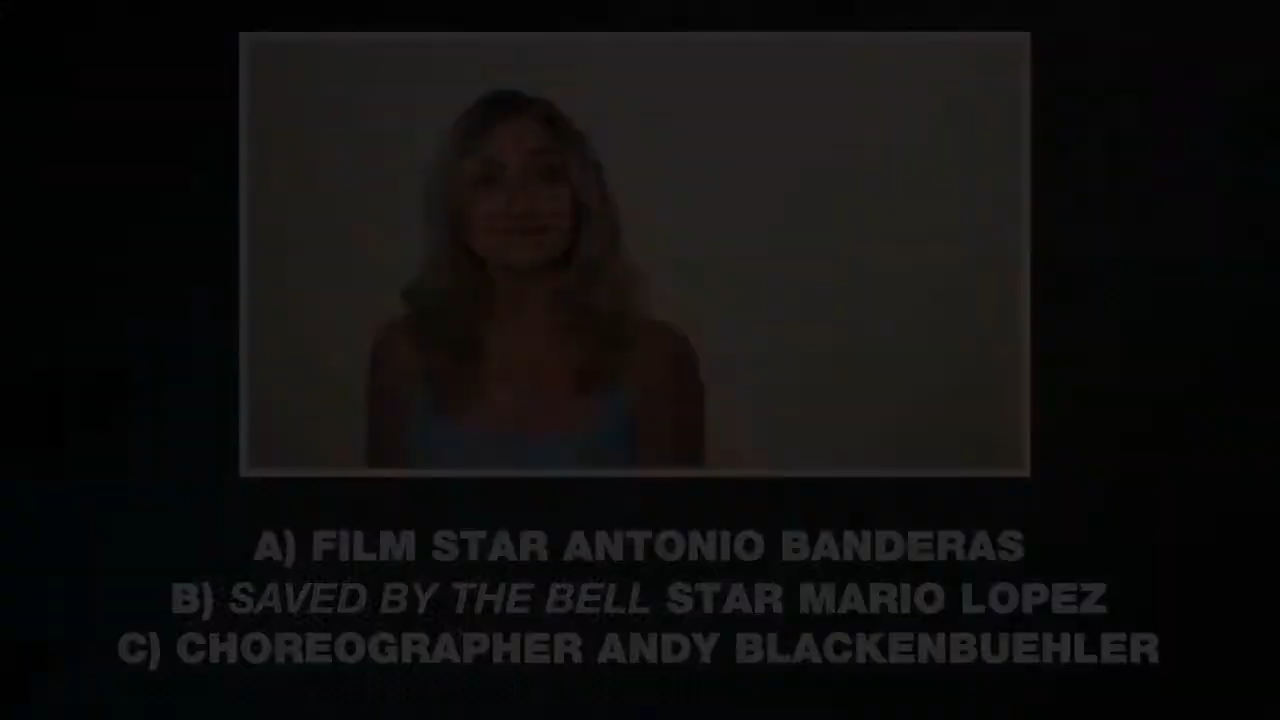 A) FILM STAR ANTONIO BANDERAS
B) SAVED BY THE BELL STAR MARIO LOPEZ
C) CHOREOGRAPHER ANDY BLACKENBUEHLER